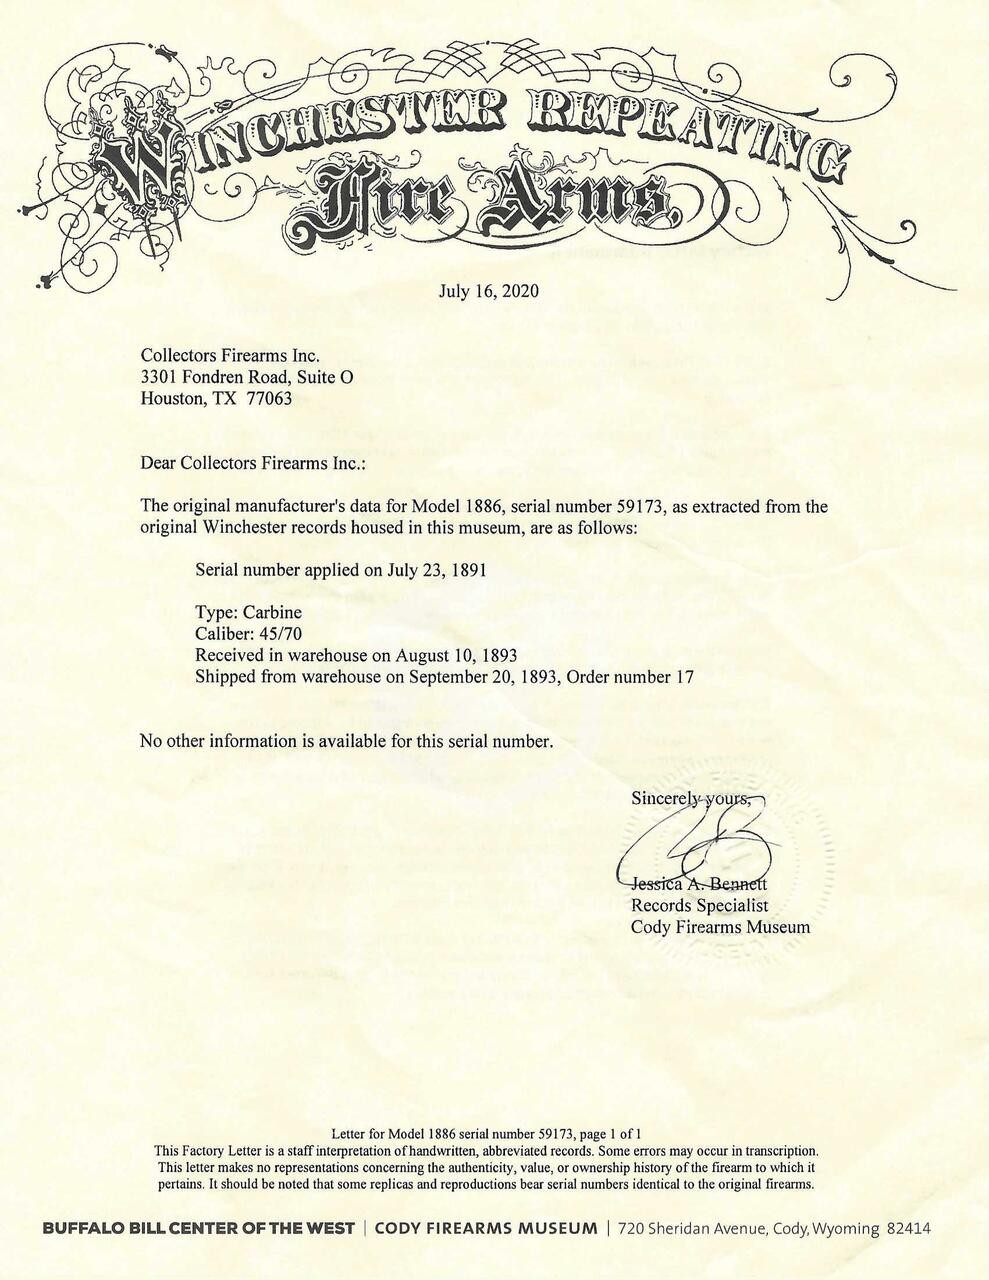 WINCHESTER REPEATING
Fire Arms.
July 16, 2020
Collectors Firearms Inc.
3301 Fondren Road, Suite O
Houston, TX  77063
Dear Collectors Firearms Inc.:
The original manufacturer's data for Model 1886, serial number 59173, as extracted from the
original Winchester records housed in this museum, are as follows:
Serial number applied on July 23, 1891
Type: Carbine
Caliber: 45/70
Received in warehouse on August 10, 1893
Shipped from warehouse on September 20, 1893, Order number 17
No other information is available for this serial number.
Sincerely yours,
Jessica A. Bennett
Records Specialist
Cody Firearms Museum
Letter for Model 1886 serial number 59173, page 1 of 1
This Factory Letter is a staff interpretation of handwritten, abbreviated records. Some errors may occur in transcription.
This letter makes no representations concerning the authenticity, value, or ownership history of the firearm to which it
pertains. It should be noted that some replicas and reproductions bear serial numbers identical to the original firearms.
BUFFALO BILL CENTER OF THE WEST | CODY FIREARMS MUSEUM | 720 Sheridan Avenue, Cody, Wyoming 82414